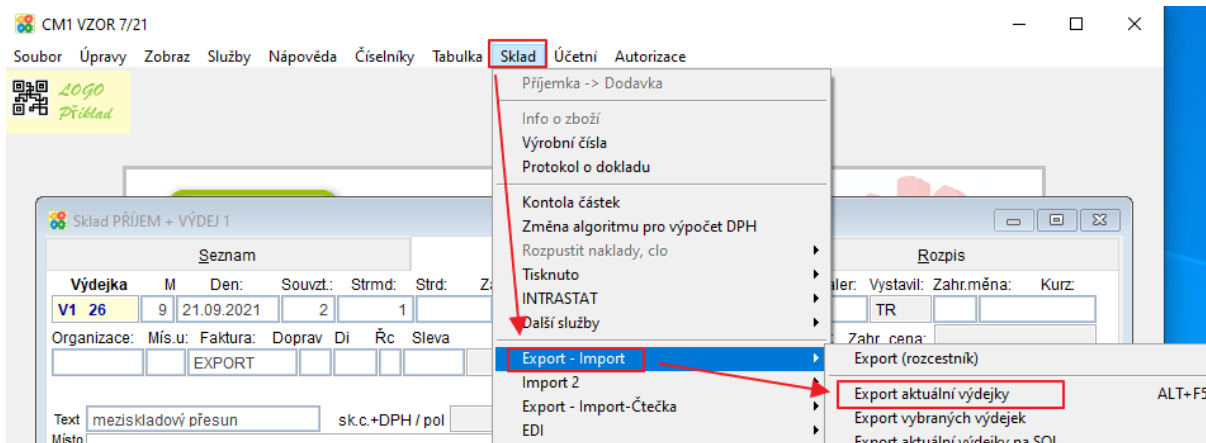 CM1 VZOR 7/21
Soubor Úpravy Zobraz Služby Nápověda Číselníky Tabulka Sklad Účetní Autorizace
LOGO
Příklad
Příjemka -> Dodavka
Info o zboží
Výrobní čísla
Protokol o dokladu
Kontola částek
Změna algoritmu pro výpočet DPH
Rozpustit naklady, clo
Tisknuto
INTRASTAT
Další služby
Export - Import
Import 2
Export - Import-Čtečka
EDI
Export (rozcestník)
Export aktuální výdejky ALT+F5
Export vybraných výdejek
Export aktuální výdejky na SQL
Sklad PŘÍJEM + VÝDEJ 1
Seznam Rozpis
Výdejka M Den: Souvzt.: Strmd: Strd: Vystavil: Zahr.měna: Kurz:
V1 26 9 21.09.2021 2 1 TR
Organizace: Mís.u: Faktura: Doprav Di Řc Sleva Zahr. cena:
EXPORT
Text meziskladový přesun sk.c.+DPH / pol
Místo